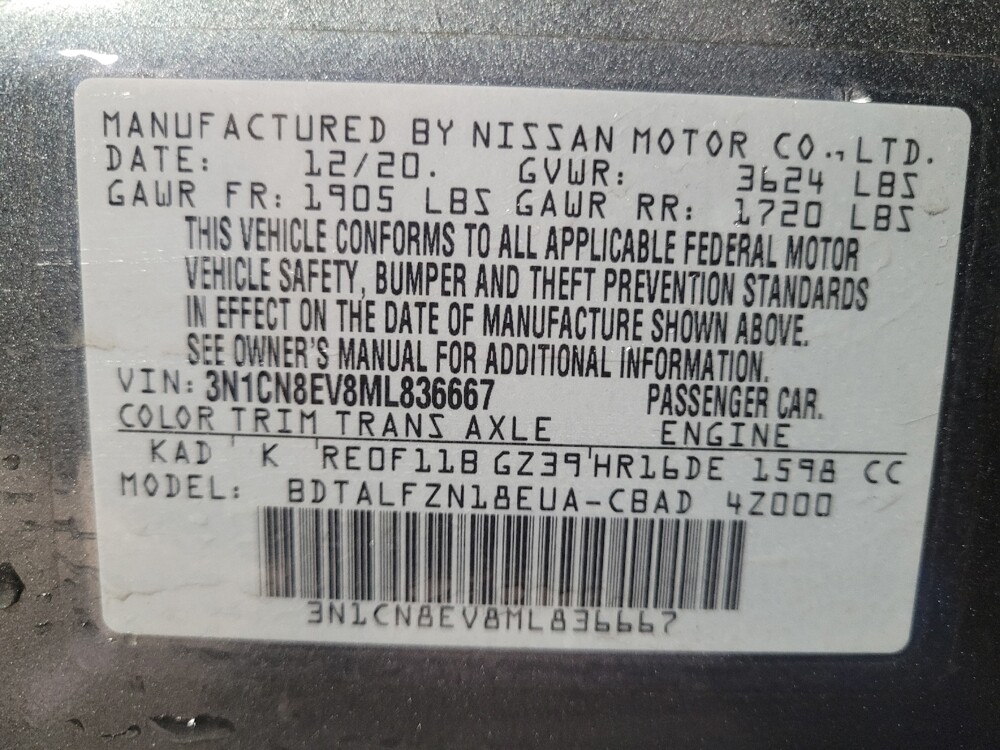 MANUFACTURED BY NISSAN MOTOR CO., LTD.
DATE: 12/20. GVWR: 3624 LBS
GAWR FR: 1905 LBS GAWR RR: 1720 LBS
THIS VEHICLE CONFORMS TO ALL APPLICABLE FEDERAL MOTOR
VEHICLE SAFETY, BUMPER AND THEFT PREVENTION STANDARDS
IN EFFECT ON THE DATE OF MANUFACTURE SHOWN ABOVE.
SEE OWNER'S MANUAL FOR ADDITIONAL INFORMATION.
VIN: 3N1CN8EV8ML836667 PASSENGER CAR.
COLOR TRIM TRANS AXLE ENGINE
KAD ' K 'RE0F11B GZ39'HR16DE 1598 CC
MODEL: BDTALFZN18EUA-CBAD 4Z000
3N1CN8EV8ML836667